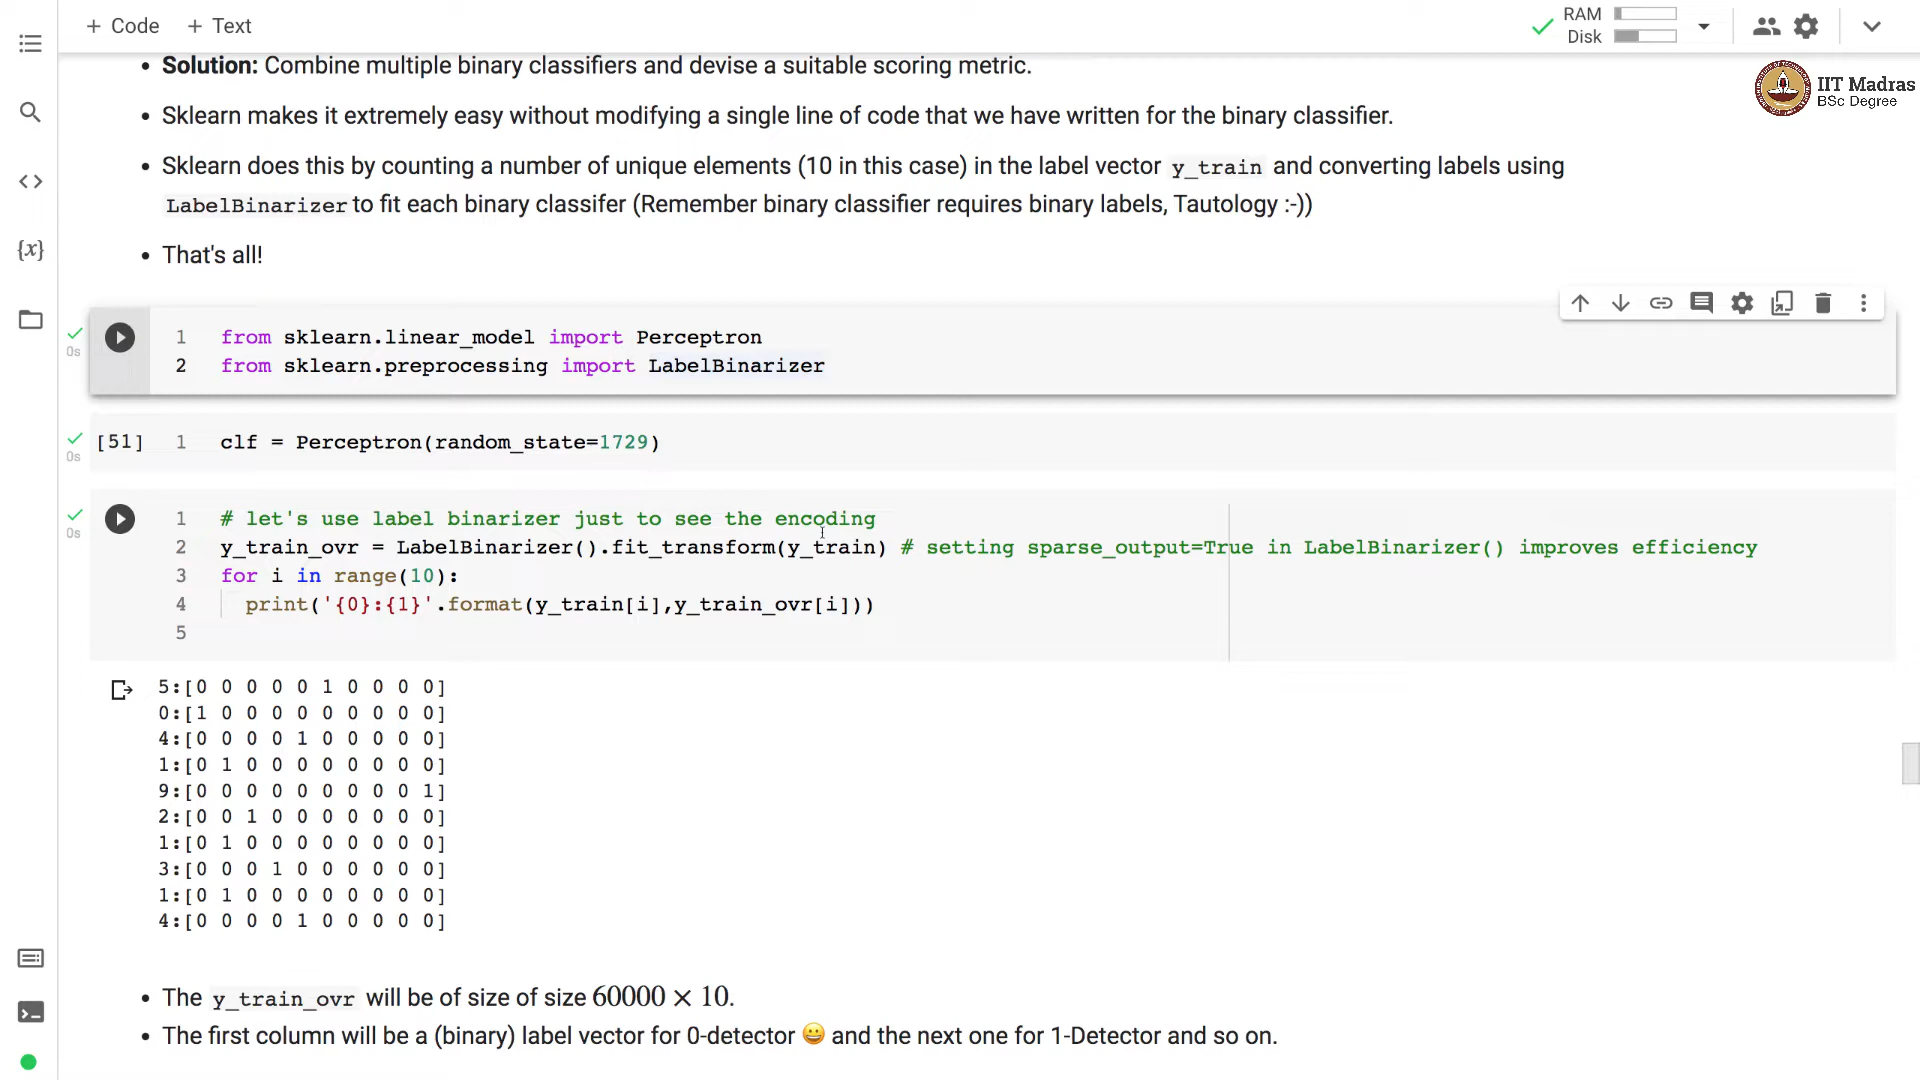 + Code + Text
RAM
Disk
IIT Madras
BSc Degree
• Solution: Combine multiple binary classifiers and devise a suitable scoring metric.
• Sklearn makes it extremely easy without modifying a single line of code that we have written for the binary classifier.
• Sklearn does this by counting a number of unique elements (10 in this case) in the label vector y_train and converting labels using
LabelBinarizer to fit each binary classifer (Remember binary classifier requires binary labels, Tautology :-))
• That's all!
0s
1 from sklearn.linear_model import Perceptron
2 from sklearn.preprocessing import LabelBinarizer
0s
[51] 1 clf = Perceptron(random_state=1729)
0s
1 # let's use label binarizer just to see the encoding
2 y_train_ovr = LabelBinarizer().fit_transform(y_train) # setting sparse_output=True in LabelBinarizer() improves efficiency
3 for i in range(10):
4 print('{0}:{1}'.format(y_train[i],y_train_ovr[i]))
5
5:[0 0 0 0 0 1 0 0 0 0]
0:[1 0 0 0 0 0 0 0 0 0]
4:[0 0 0 0 1 0 0 0 0 0]
1:[0 1 0 0 0 0 0 0 0 0]
9:[0 0 0 0 0 0 0 0 0 1]
2:[0 0 1 0 0 0 0 0 0 0]
1:[0 1 0 0 0 0 0 0 0 0]
3:[0 0 0 1 0 0 0 0 0 0]
1:[0 1 0 0 0 0 0 0 0 0]
4:[0 0 0 0 1 0 0 0 0 0]
• The y_train_ovr will be of size of size 60000 × 10.
• The first column will be a (binary) label vector for 0-detector 😀 and the next one for 1-Detector and so on.